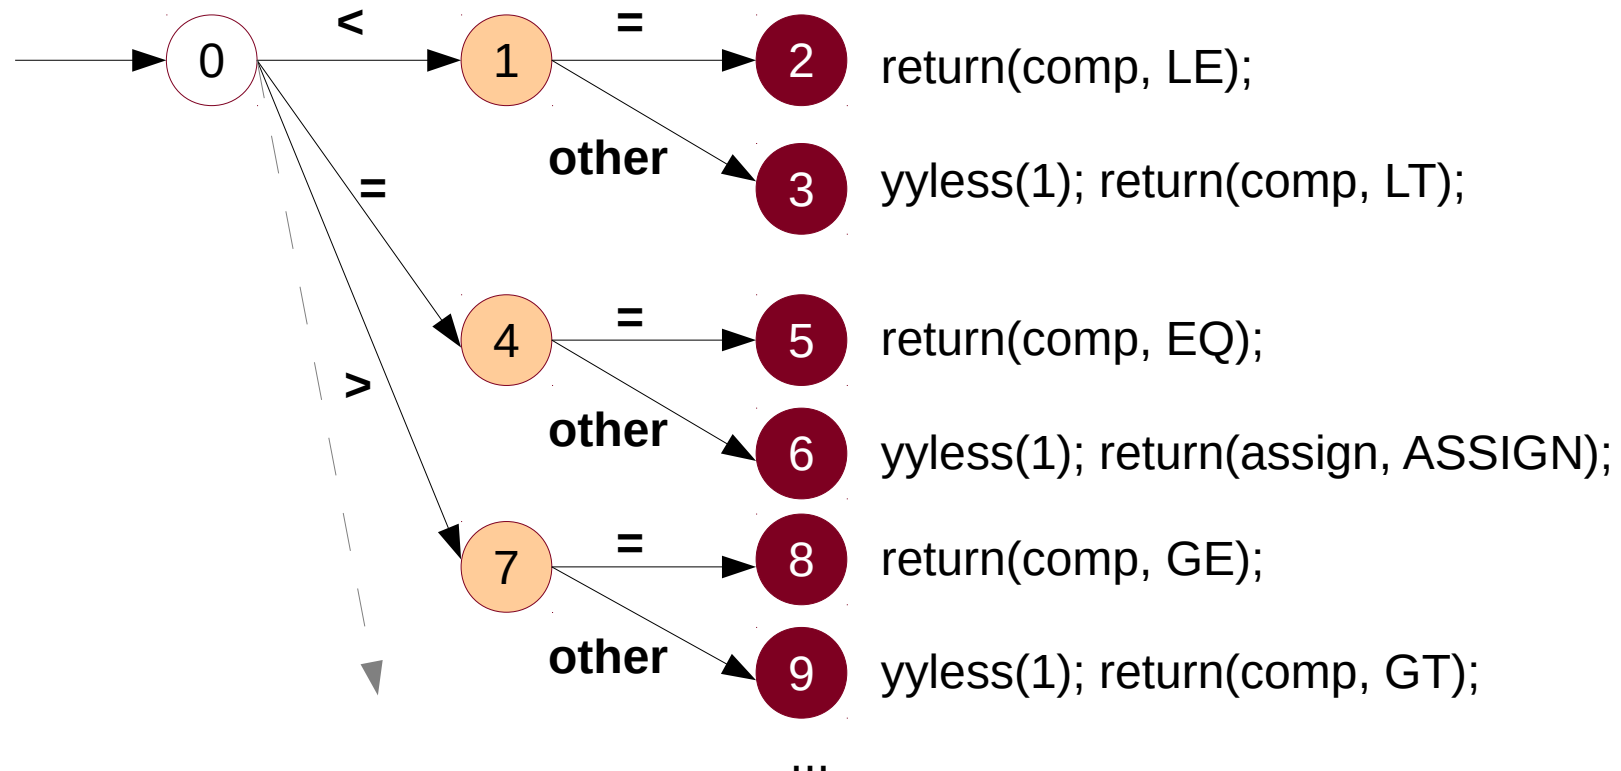 <
=
0
1
2
return(comp, LE);
other
3
yyless(1); return(comp, LT);
=
=
4
5
return(comp, EQ);
>
other
6
yyless(1); return(assign, ASSIGN);
=
7
8
return(comp, GE);
other
9
yyless(1); return(comp, GT);
...